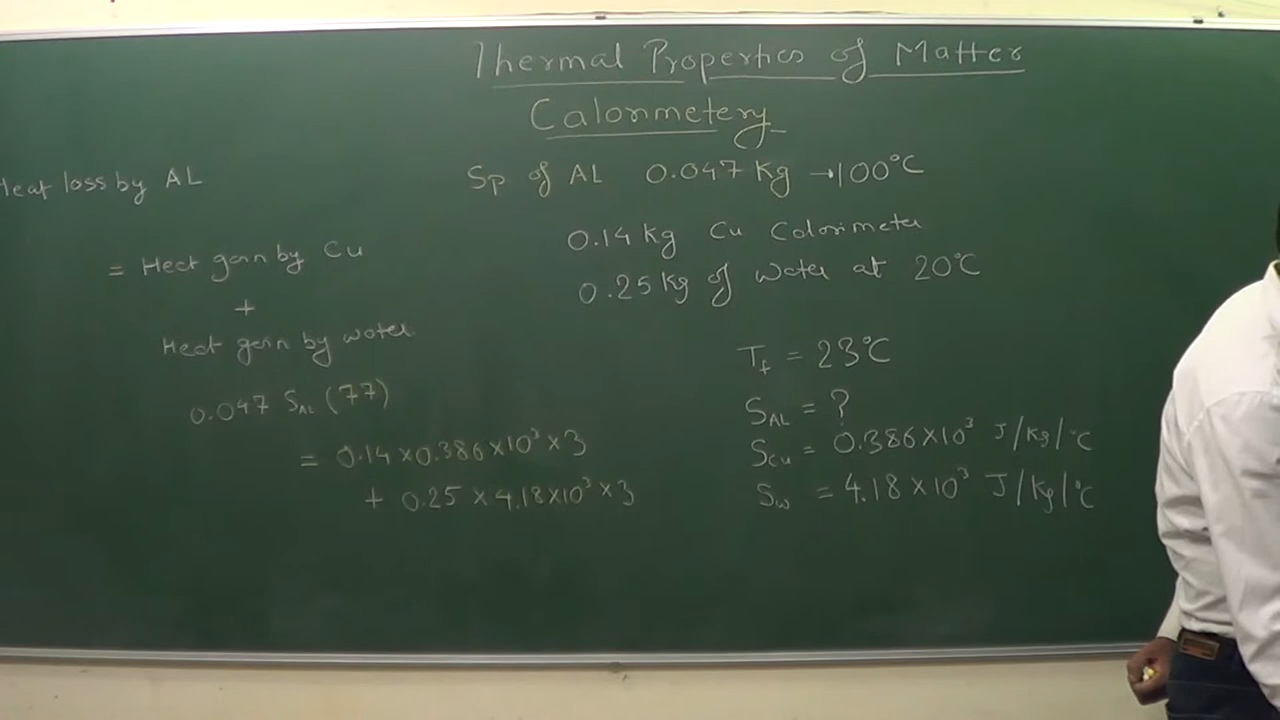 Thermal Properties of Matter
Calorimetery
Sp of AL 0.047 Kg → 100°C
0.14 Kg Cu Colorimeter
0.25 Kg of Water at 20°C
T_f = 23°C
S_AL = ?
S_Cu = 0.386×10³ J/Kg/°C
S_w = 4.18×10³ J/Kg/°C
Heat loss by AL
= Heat gain by Cu
+
Heat gain by water
0.047 S_AL (77)
= 0.14×0.386×10³×3
+ 0.25×4.18×10³×3